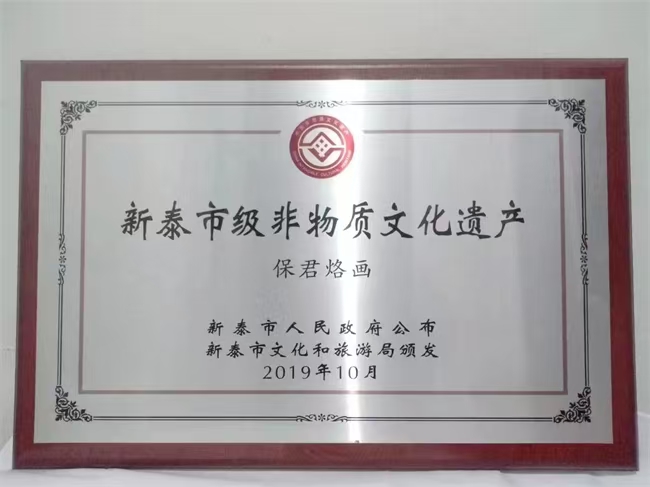 新泰市级非物质文化遗产
保君烙画
新泰市人民政府公布
新泰市文化和旅游局颁发
2019年10月